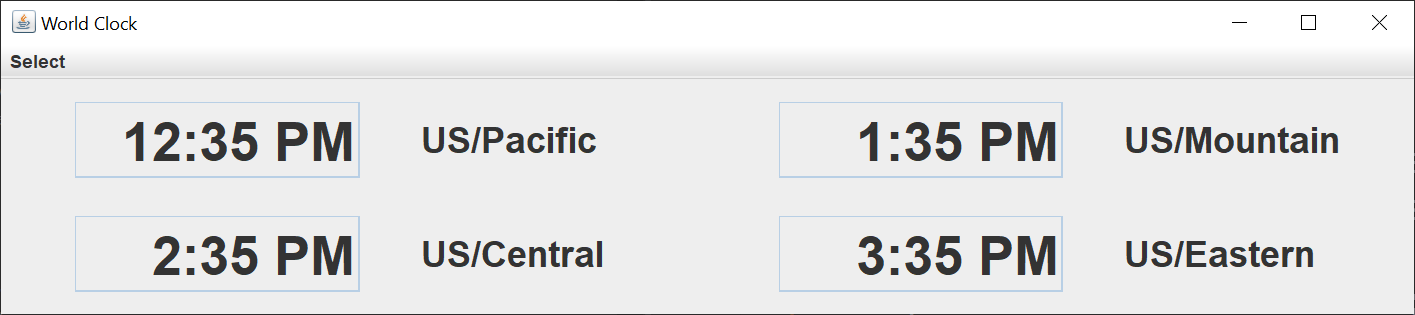 World Clock
Select
12:35 PM US/Pacific 1:35 PM US/Mountain
2:35 PM US/Central 3:35 PM US/Eastern